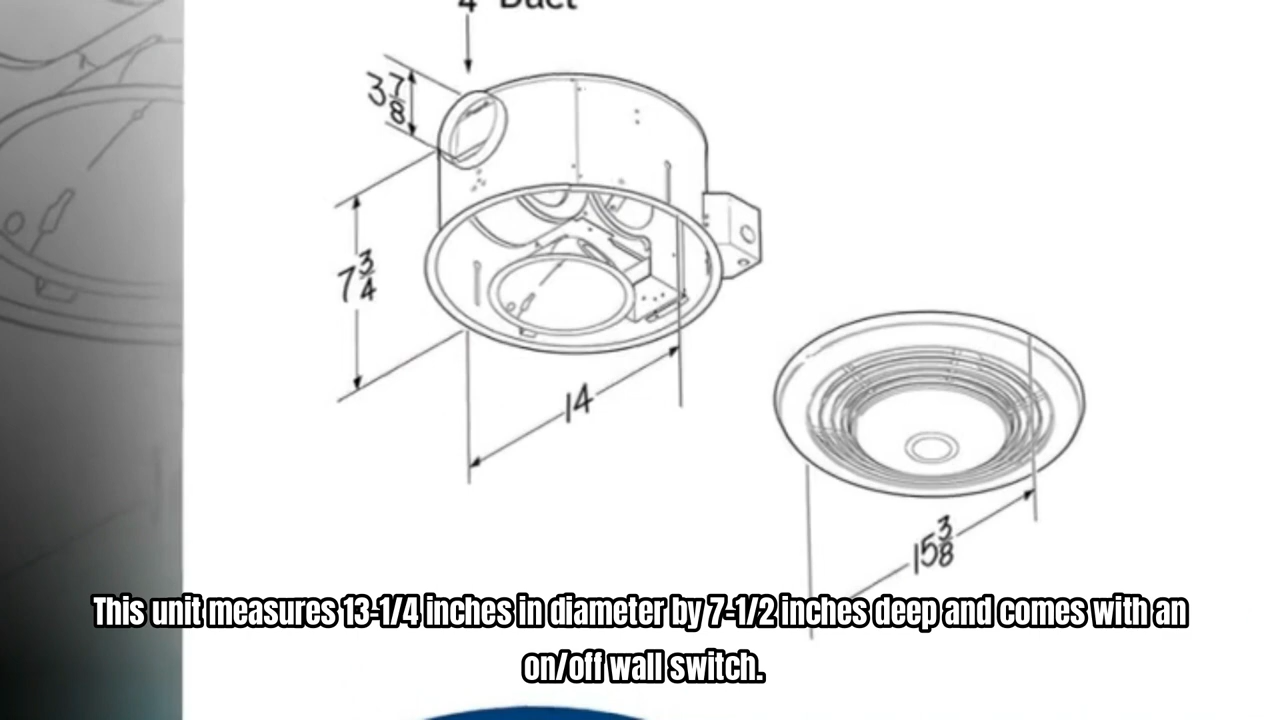 4" Duct
3 7/8
7 3/4
14
15 3/8
This unit measures 13-1/4 inches in diameter by 7-1/2 inches deep and comes with an
on/off wall switch.